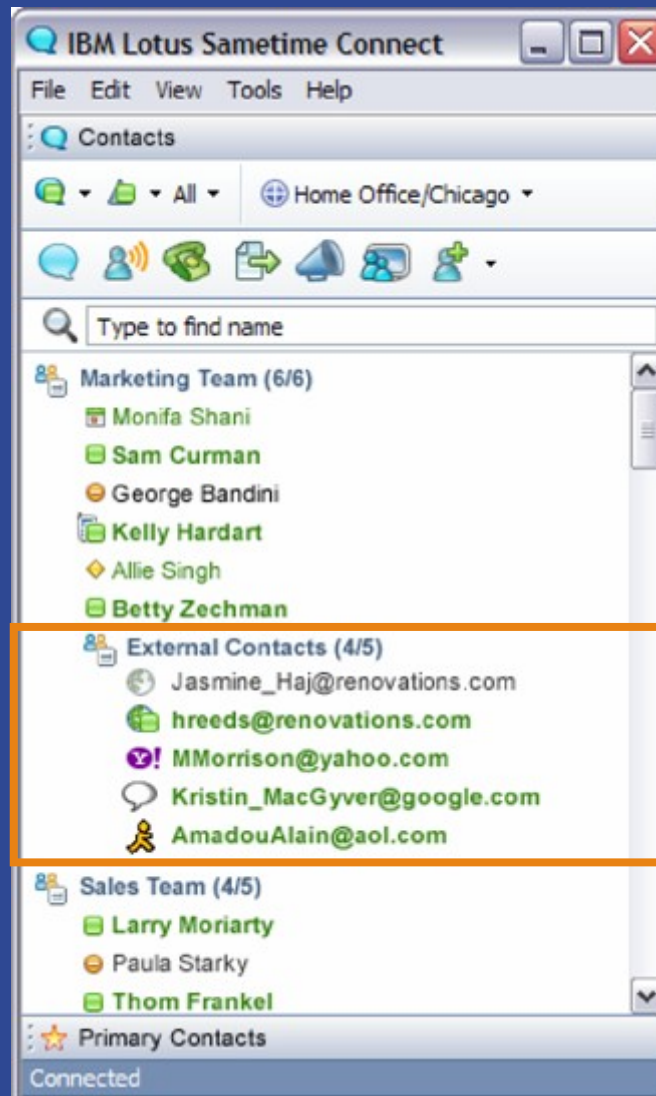 IBM Lotus Sametime Connect
File Edit View Tools Help
Contacts
All Home Office/Chicago
Type to find name
Marketing Team (6/6)
Monifa Shani
Sam Curman
George Bandini
Kelly Hardart
Allie Singh
Betty Zechman
External Contacts (4/5)
Jasmine_Haj@renovations.com
hreeds@renovations.com
Y! MMorrison@yahoo.com
Kristin_MacGyver@google.com
AmadouAlain@aol.com
Sales Team (4/5)
Larry Moriarty
Paula Starky
Thom Frankel
Primary Contacts
Connected